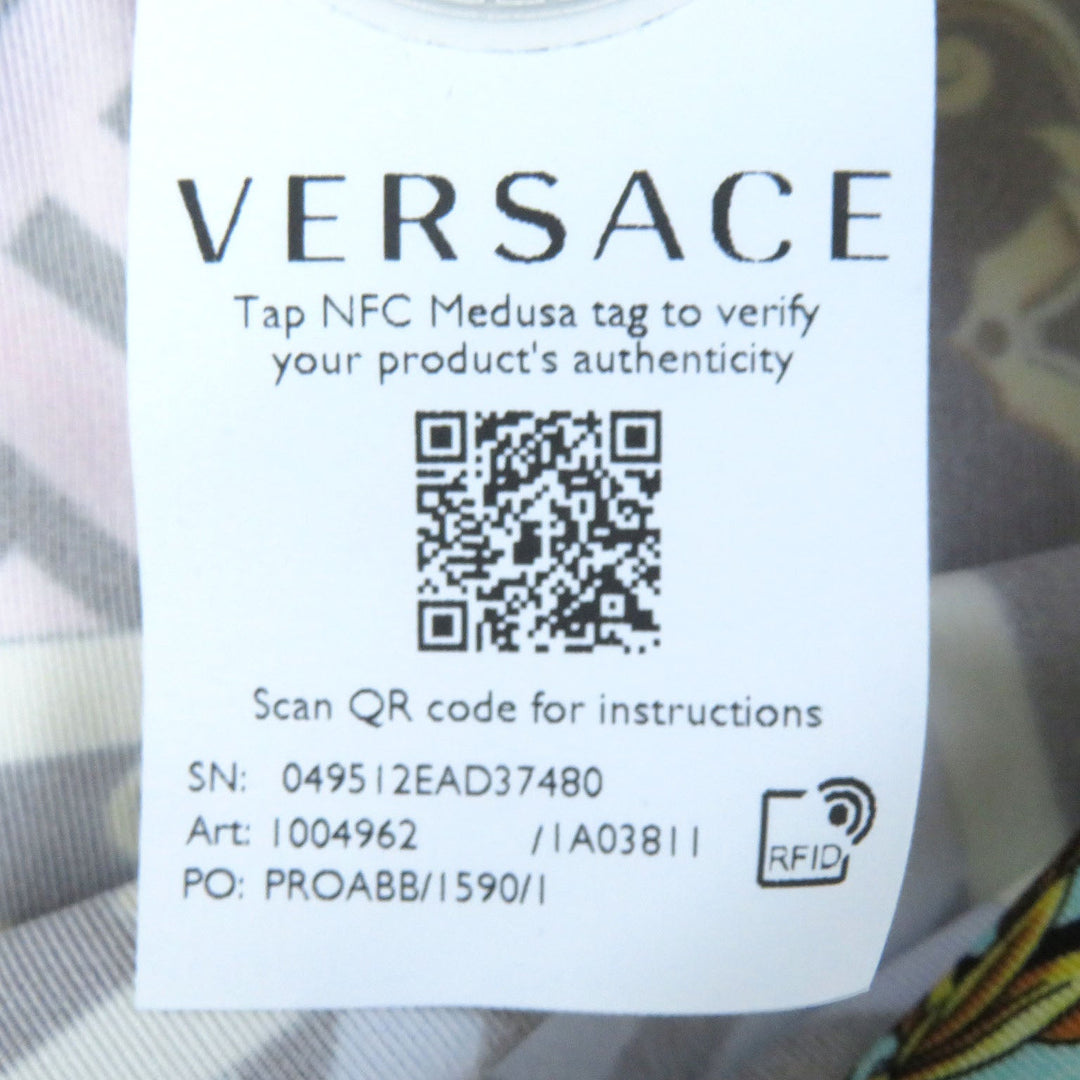 VERSACE
Tap NFC Medusa tag to verify
your product's authenticity
Scan QR code for instructions
SN: 049512EAD37480
Art: 1004962 /1A03811
PO: PROABB/1590/1
RFID